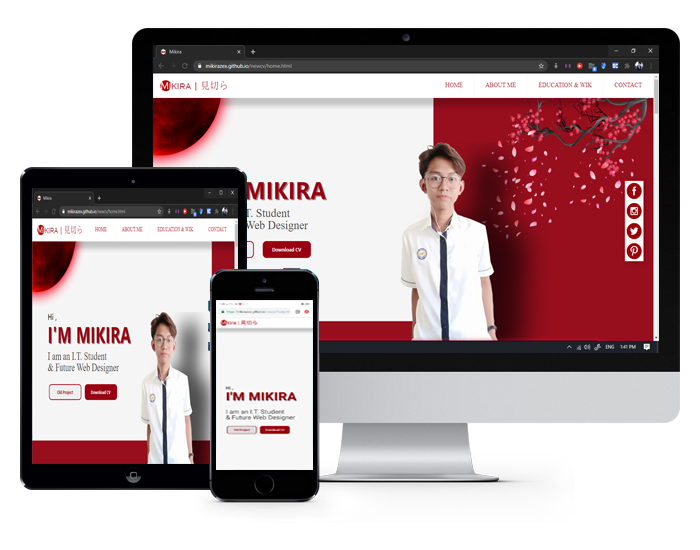 Mikira
mikirazex.github.io/newcv/home.html
MIKIRA | 見切ら
HOME
ABOUT ME
EDUCATION & WIK
CONTACT
MIKIRA
I.T. Student
Web Designer
Download CV
ENG
1:41 PM
Mikira
mikirazex.github.io/newcv/home.html
MIKIRA | 見切ら
HOME
ABOUT ME
EDUCATION & WIK
CONTACT
Hi ,
I'M MIKIRA
I am an I.T. Student
& Future Web Designer
Old Project
Download CV
Mikira | 見切ら
Hi ,
I'M MIKIRA
I am an I.T. Student
& Future Web Designer
Old Project
Download CV